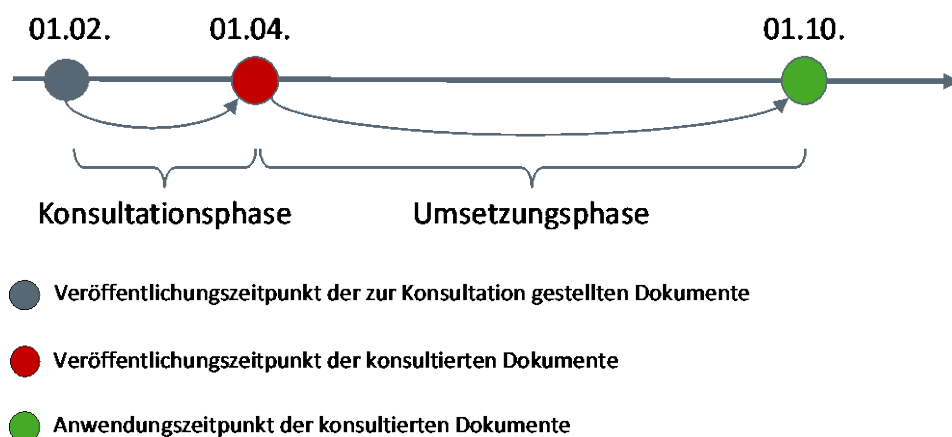 01.02. 01.04. 01.10.
Konsultationsphase Umsetzungsphase
Veröffentlichungszeitpunkt der zur Konsultation gestellten Dokumente
Veröffentlichungszeitpunkt der konsultierten Dokumente
Anwendungszeitpunkt der konsultierten Dokumente